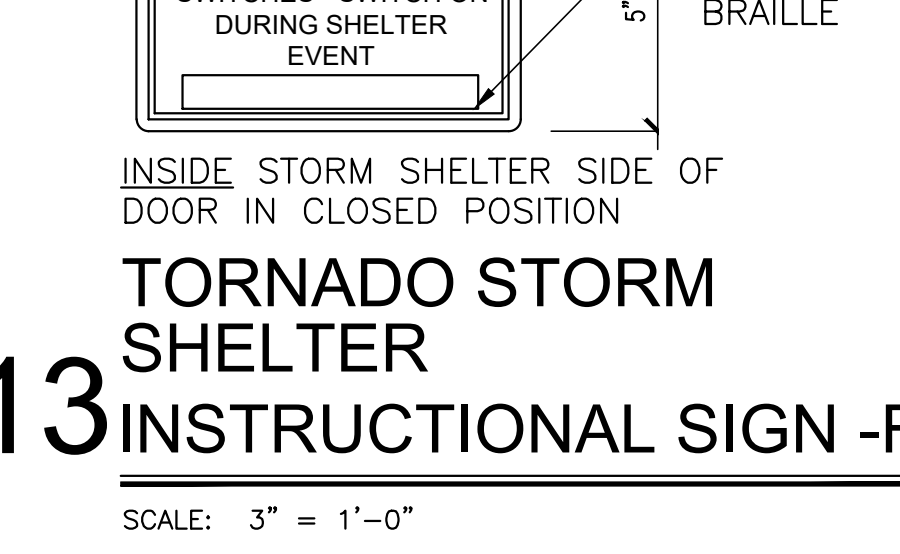 DURING SHELTER
EVENT
5"
BRAILLE
INSIDE STORM SHELTER SIDE OF
DOOR IN CLOSED POSITION
13
TORNADO STORM
SHELTER
INSTRUCTIONAL SIGN -
SCALE: 3" = 1'-0"